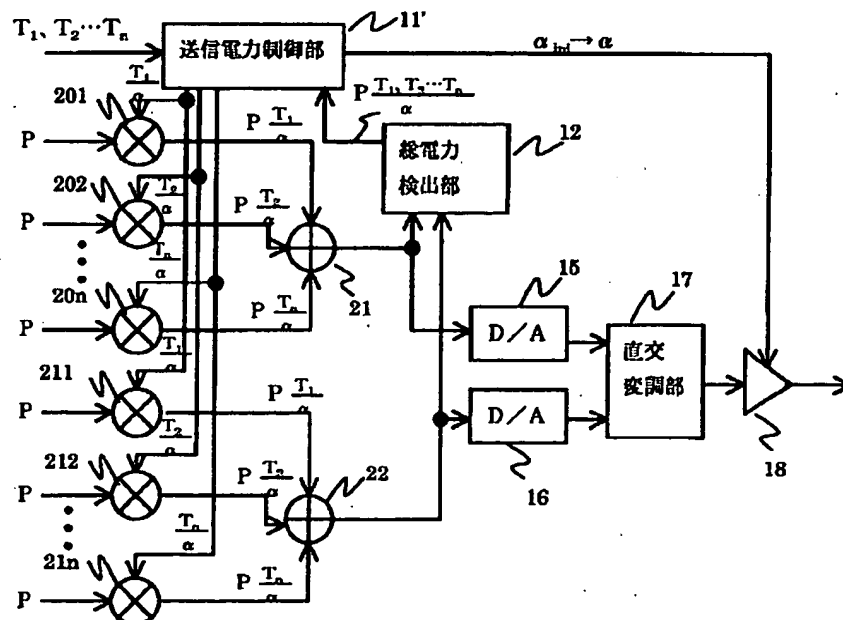 T₁、T₂…Tₙ
送信電力制御部
11'
α_ini→α
T₁/α
201
P
P T₁/α
P T₁、T₂…Tₙ/α
総電力
検出部
12
202
T₂/α
P
P T₂/α
21
20n
Tₙ/α
P
P Tₙ/α
15
D/A
17
直交
変調部
18
D/A
16
211
T₁/α
P
P T₁/α
212
T₂/α
P
P T₂/α
22
21n
Tₙ/α
P
P Tₙ/α